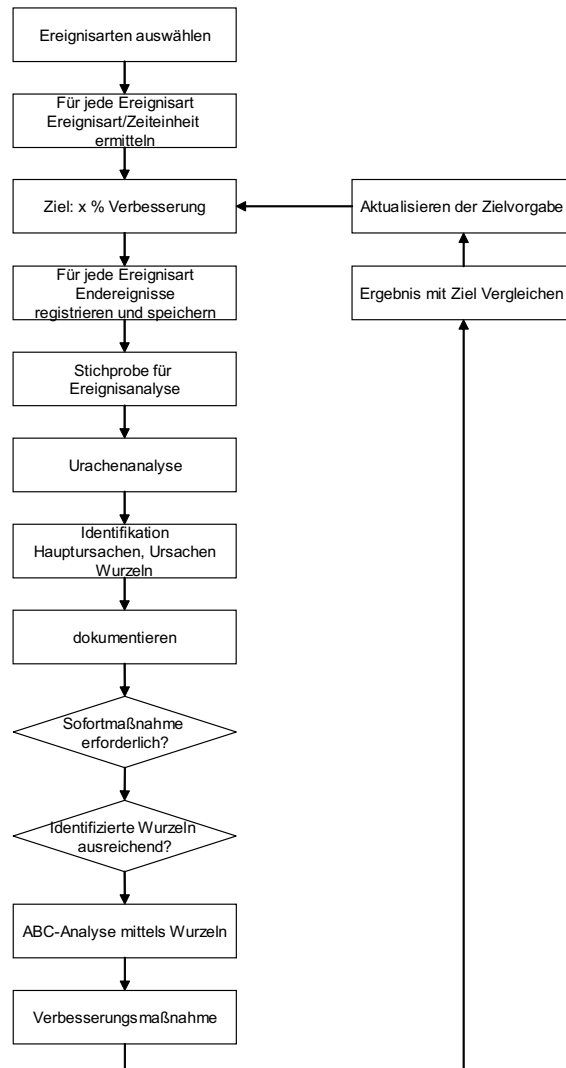 Ereignisarten auswählen
Für jede Ereignisart
Ereignisart/Zeiteinheit
ermitteln
Ziel: x % Verbesserung
Aktualisieren der Zielvorgabe
Für jede Ereignisart
Endereignisse
registrieren und speichern
Ergebnis mit Ziel Vergleichen
Stichprobe für
Ereignisanalyse
Urachenanalyse
Identifikation
Hauptursachen, Ursachen
Wurzeln
dokumentieren
Sofortmaßnahme
erforderlich?
Identifizierte Wurzeln
ausreichend?
ABC-Analyse mittels Wurzeln
Verbesserungsmaßnahme